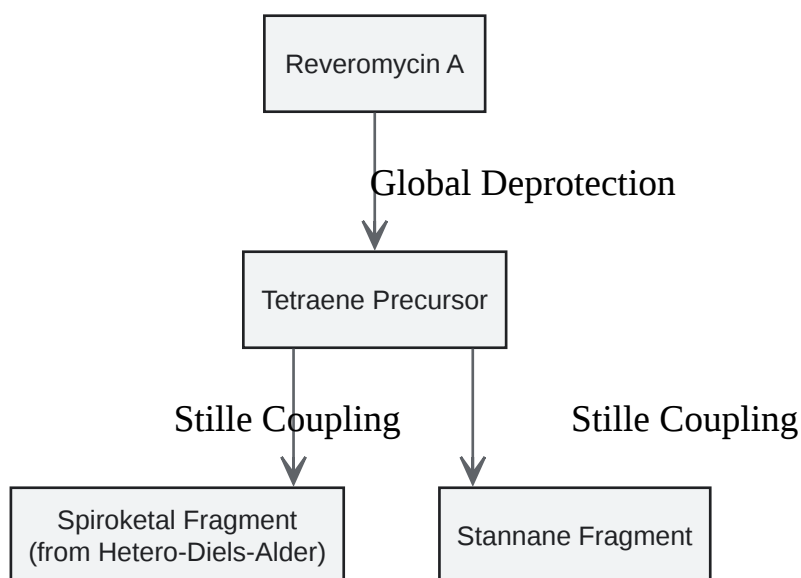 Reveromycin A
Global Deprotection
Tetraene Precursor
Stille Coupling
Stille Coupling
Spiroketal Fragment
(from Hetero-Diels-Alder)
Stannane Fragment